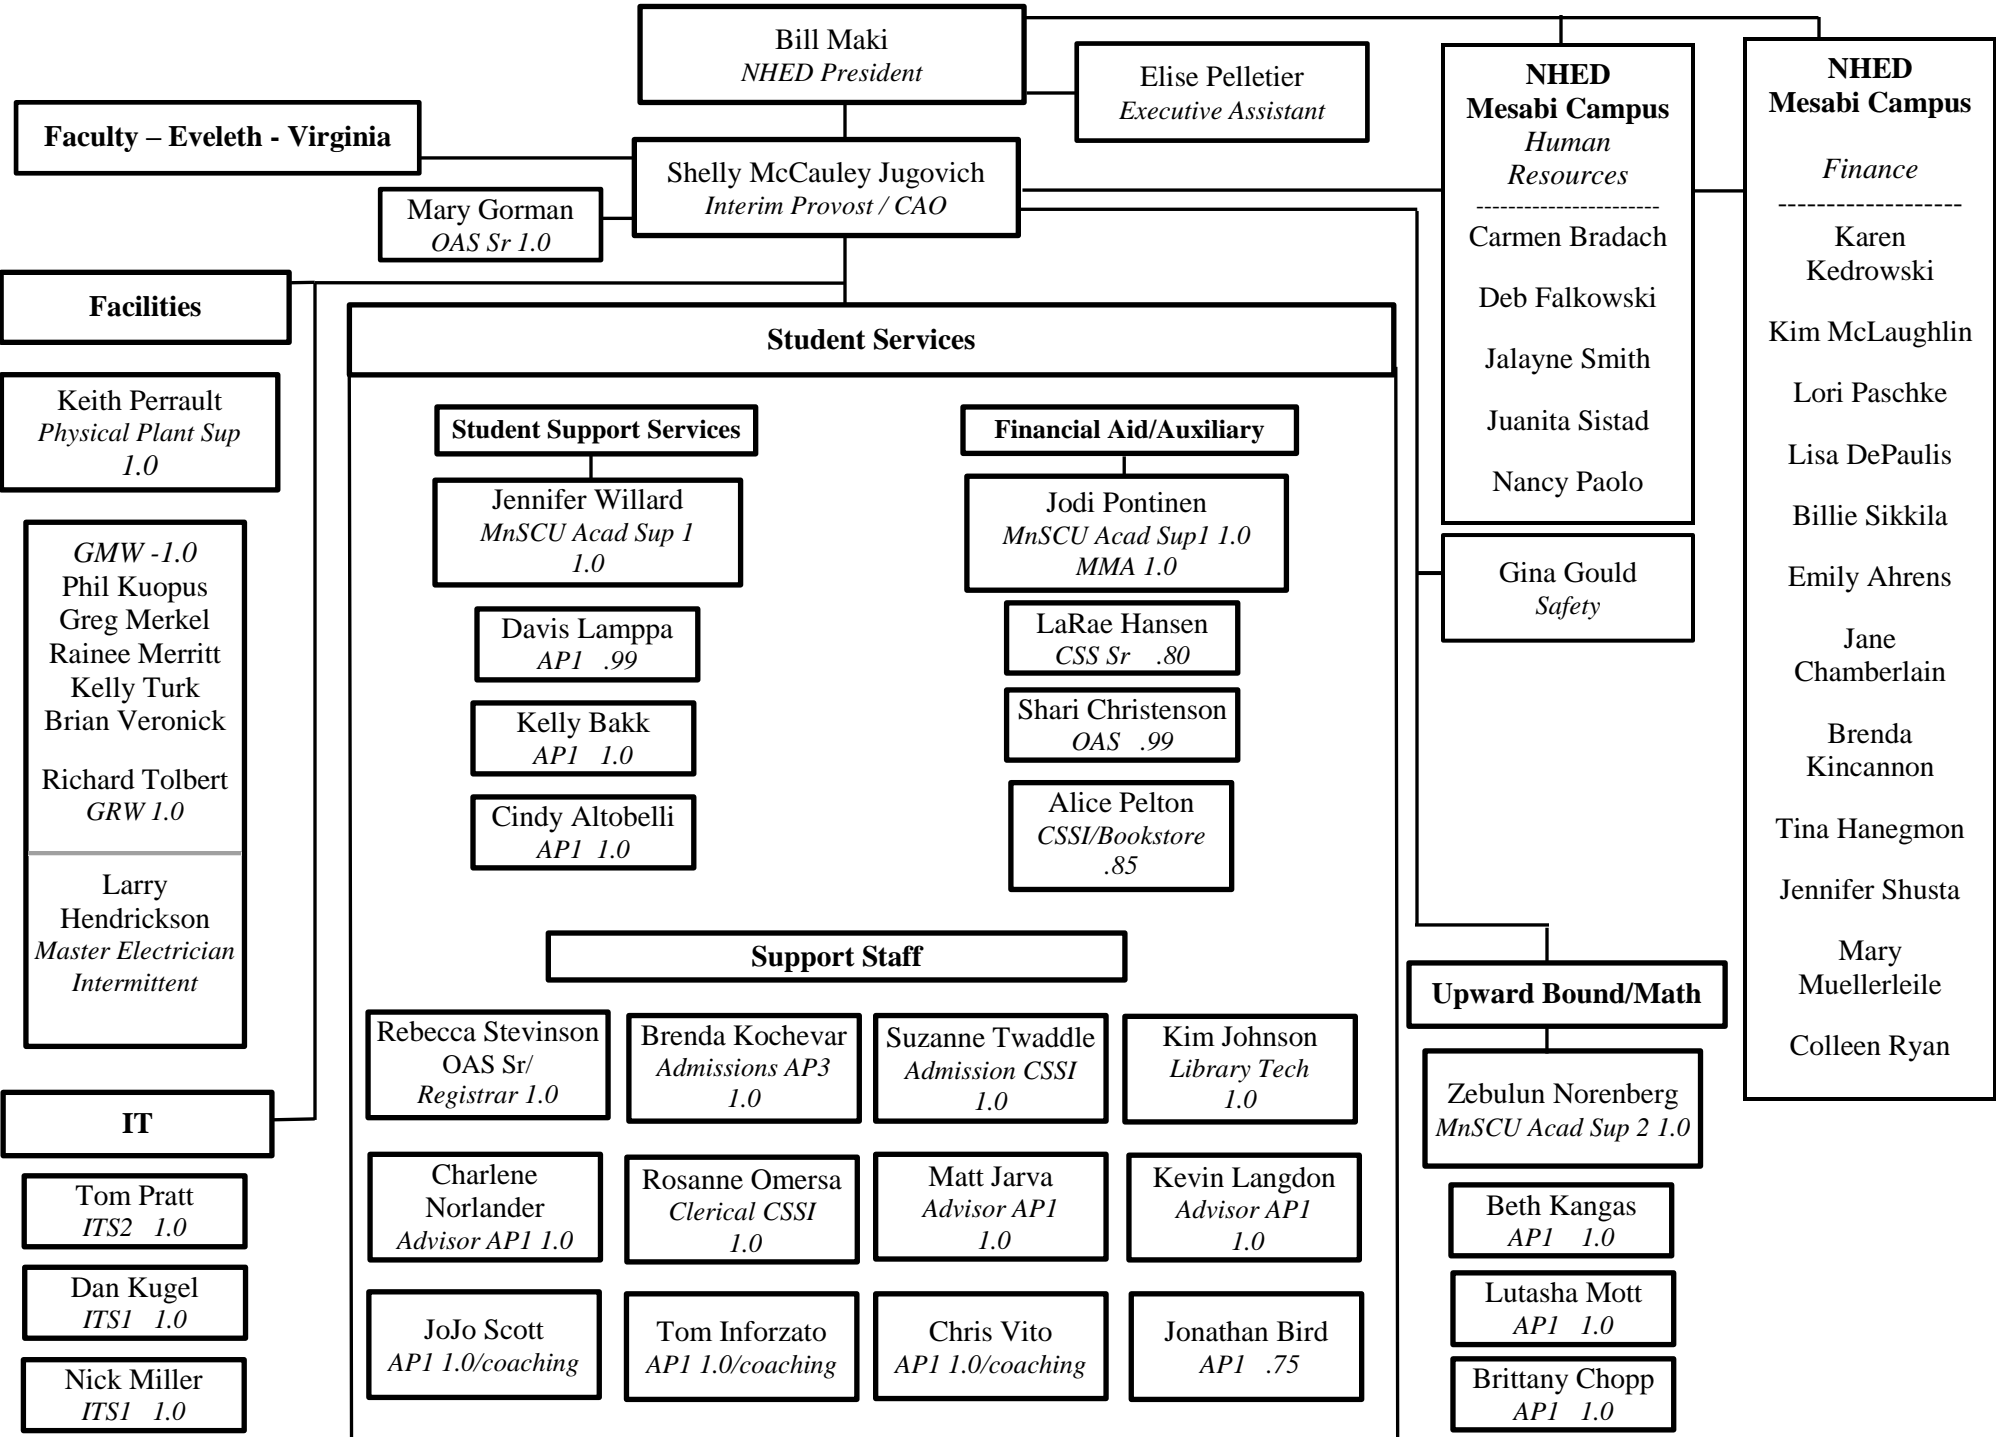 Bill Maki
NHED President
Elise Pelletier
Executive Assistant
Faculty – Eveleth - Virginia
Shelly McCauley Jugovich
Interim Provost / CAO
Mary Gorman
OAS Sr 1.0
NHED
Mesabi Campus
Human
Resources
-----------------------
Carmen Bradach
Deb Falkowski
Jalayne Smith
Juanita Sistad
Nancy Paolo
NHED
Mesabi Campus
Finance
-------------------
Karen
Kedrowski
Kim McLaughlin
Lori Paschke
Lisa DePaulis
Billie Sikkila
Emily Ahrens
Jane
Chamberlain
Brenda
Kincannon
Tina Hanegmon
Jennifer Shusta
Mary
Muellerleile
Colleen Ryan
Gina Gould
Safety
Facilities
Keith Perrault
Physical Plant Sup
1.0
GMW -1.0
Phil Kuopus
Greg Merkel
Rainee Merritt
Kelly Turk
Brian Veronick
Richard Tolbert
GRW 1.0
Larry
Hendrickson
Master Electrician
Intermittent
IT
Tom Pratt
ITS2 1.0
Dan Kugel
ITS1 1.0
Nick Miller
ITS1 1.0
Student Services
Student Support Services
Jennifer Willard
MnSCU Acad Sup 1
1.0
Davis Lamppa
AP1 .99
Kelly Bakk
AP1 1.0
Cindy Altobelli
AP1 1.0
Financial Aid/Auxiliary
Jodi Pontinen
MnSCU Acad Sup1 1.0
MMA 1.0
LaRae Hansen
CSS Sr .80
Shari Christenson
OAS .99
Alice Pelton
CSSI/Bookstore
.85
Support Staff
Rebecca Stevinson
OAS Sr/
Registrar 1.0
Brenda Kochevar
Admissions AP3
1.0
Suzanne Twaddle
Admission CSSI
1.0
Kim Johnson
Library Tech
1.0
Charlene
Norlander
Advisor AP1 1.0
Rosanne Omersa
Clerical CSSI
1.0
Matt Jarva
Advisor AP1
1.0
Kevin Langdon
Advisor AP1
1.0
JoJo Scott
AP1 1.0/coaching
Tom Inforzato
AP1 1.0/coaching
Chris Vito
AP1 1.0/coaching
Jonathan Bird
AP1 .75
Upward Bound/Math
Zebulun Norenberg
MnSCU Acad Sup 2 1.0
Beth Kangas
AP1 1.0
Lutasha Mott
AP1 1.0
Brittany Chopp
AP1 1.0